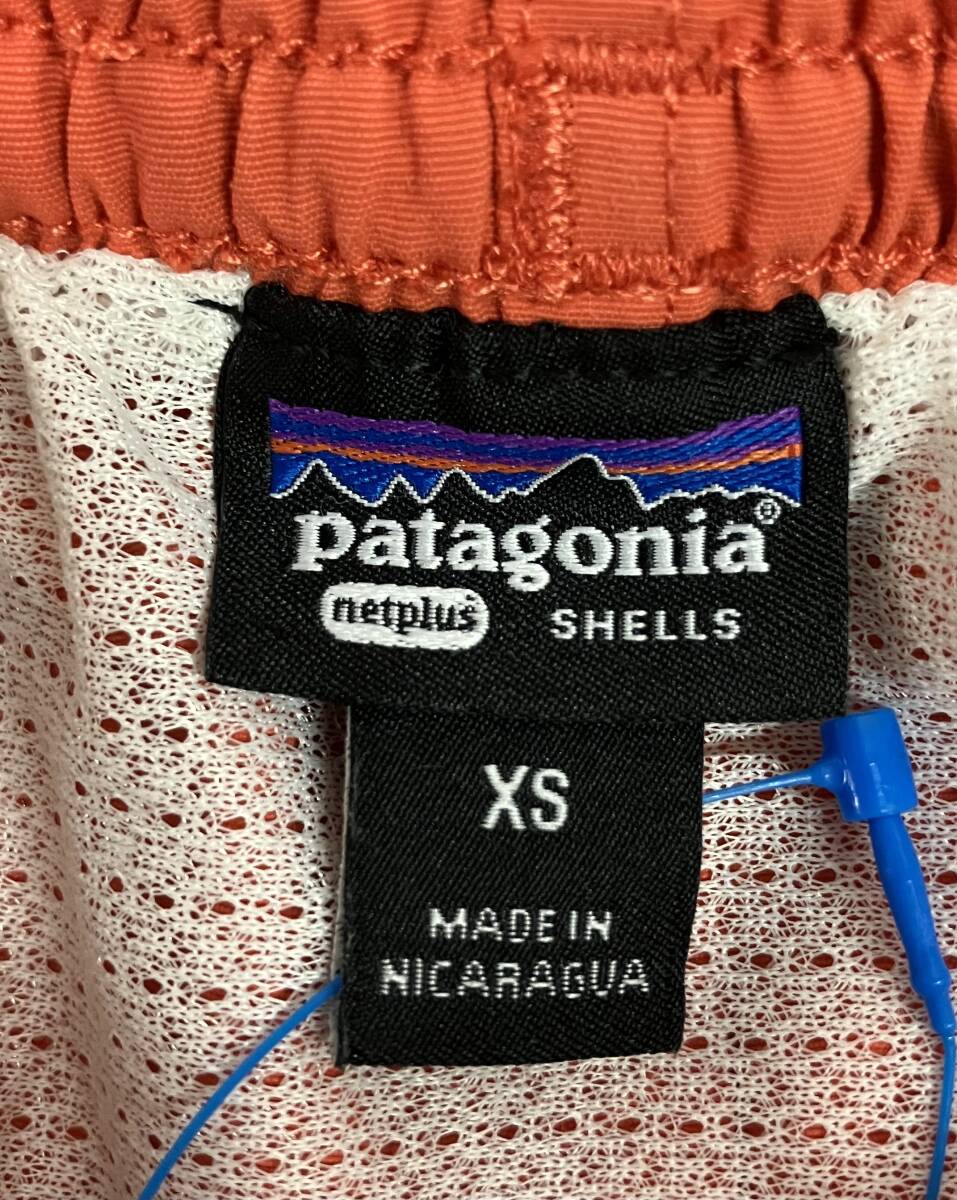 patagonia®
netplus® SHELLS
XS
MADE IN
NICARAGUA